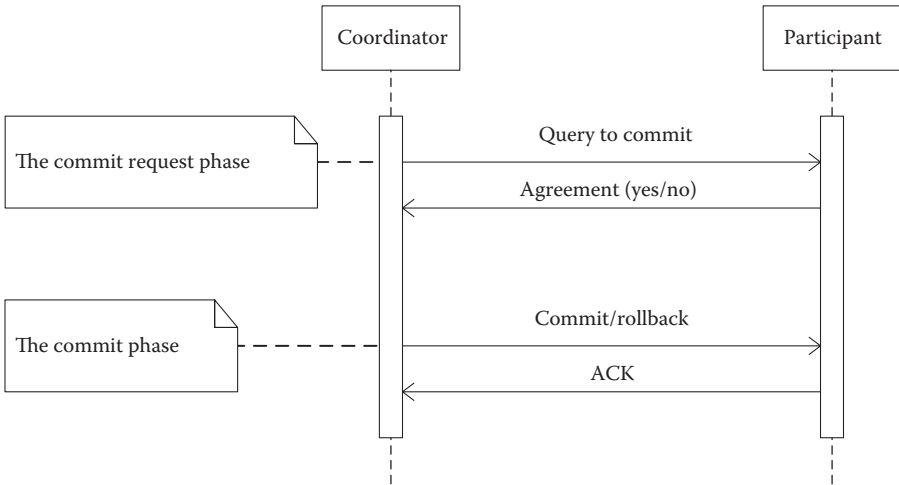 Coordinator
Participant
The commit request phase
Query to commit
Agreement (yes/no)
The commit phase
Commit/rollback
ACK